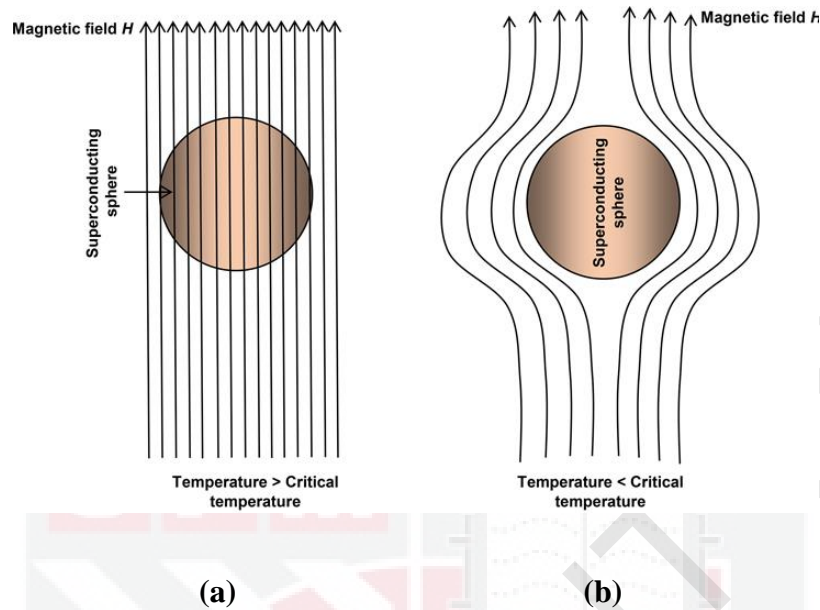 Magnetic field H
Superconducting
sphere
Temperature > Critical
temperature
(a)
Magnetic field H
Superconducting
sphere
Temperature < Critical
temperature
(b)